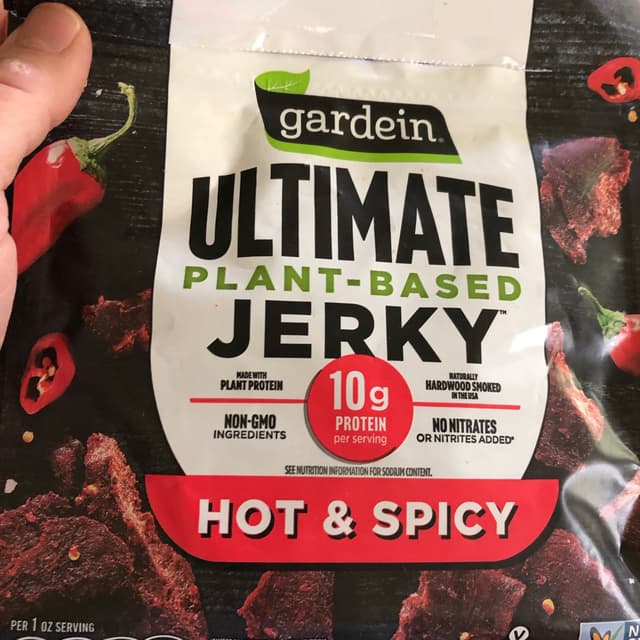 gardein
ULTIMATE
PLANT-BASED
JERKY™
MADE WITH
PLANT PROTEIN
NON-GMO
INGREDIENTS
10g
PROTEIN
per serving
NATURALLY
HARDWOOD SMOKED
IN THE USA
NO NITRATES
OR NITRITES ADDED*
SEE NUTRITION INFORMATION FOR SODIUM CONTENT.
HOT & SPICY
PER 1 OZ SERVING